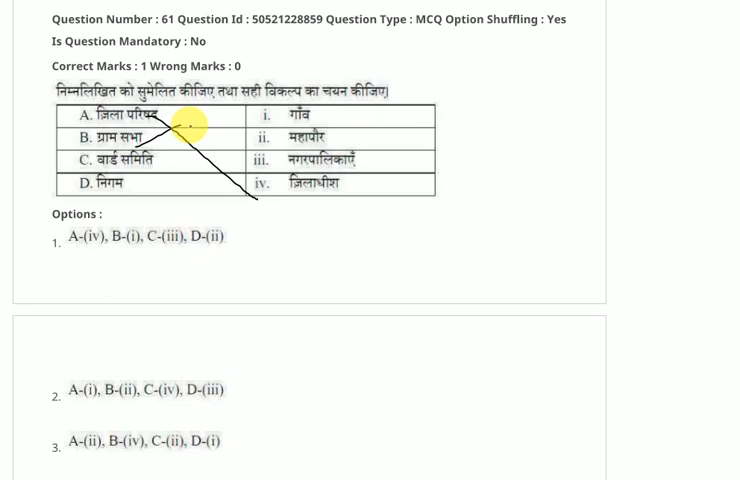 Question Number : 61 Question Id : 50521228859 Question Type : MCQ Option Shuffling : Yes
Is Question Mandatory : No
Correct Marks : 1 Wrong Marks : 0
निम्नलिखित को सुमेलित कीजिए तथा सही विकल्प का चयन कीजिए|
A. ज़िला परिषद i. गाँव
B. ग्राम सभा ii. महापौर
C. वार्ड समिति iii. नगरपालिकाएँ
D. निगम iv. ज़िलाधीश
Options :
1. A-(iv), B-(i), C-(iii), D-(ii)
2. A-(i), B-(ii), C-(iv), D-(iii)
3. A-(ii), B-(iv), C-(ii), D-(i)